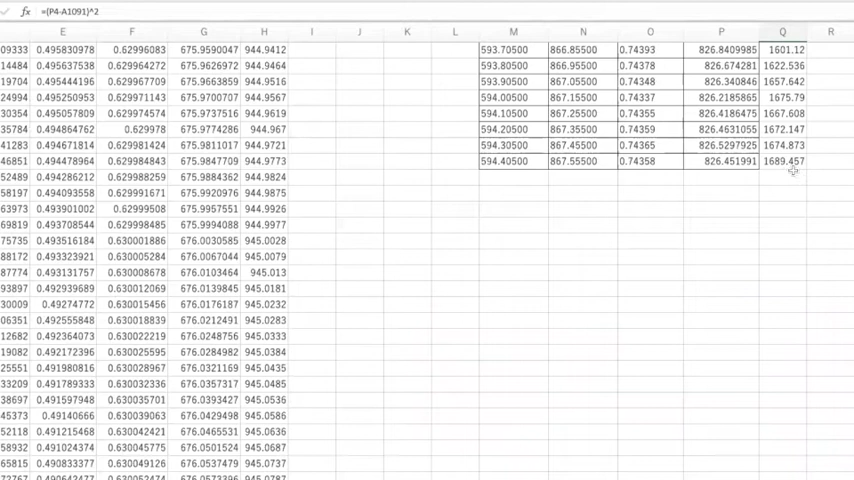 fx =(P4-A1091)^2
E F G H I J K L M N O P Q R
09333 0.495830978 0.62996083 675.9590047 944.9412 593.70500 866.85500 0.74393 826.8409985 1601.12
14484 0.495637538 0.629964272 675.9626972 944.9464 593.80500 866.95500 0.74378 826.674281 1622.536
19704 0.495444196 0.629967709 675.9663859 944.9516 593.90500 867.05500 0.74348 826.340846 1657.642
24994 0.495250953 0.629971143 675.9700707 944.9567 594.00500 867.15500 0.74337 826.2185865 1675.79
30354 0.495057809 0.629974574 675.9737516 944.9619 594.10500 867.25500 0.74355 826.4186475 1667.608
35784 0.494864762 0.629978 675.9774286 944.967 594.20500 867.35500 0.74359 826.4631055 1672.147
41283 0.494671814 0.629981424 675.9811017 944.9721 594.30500 867.45500 0.74365 826.5297925 1674.873
46851 0.494478964 0.629984843 675.9847709 944.9773 594.40500 867.55500 0.74358 826.451991 1689.457
52489 0.494286212 0.629988259 675.9884362 944.9824
58197 0.494093558 0.629991671 675.9920976 944.9875
63973 0.493901002 0.62999508 675.9957551 944.9926
69819 0.493708544 0.629998485 675.9994088 944.9977
75735 0.493516184 0.630001886 676.0030585 945.0028
88172 0.493323921 0.630005284 676.0067044 945.0079
87774 0.493131757 0.630008678 676.0103464 945.013
93897 0.492939689 0.630012069 676.0139845 945.0181
30009 0.49274772 0.630015456 676.0176187 945.0232
06351 0.492555848 0.630018839 676.0212491 945.0283
12682 0.492364073 0.630022219 676.0248756 945.0333
19082 0.492172396 0.630025595 676.0284982 945.0384
25551 0.491980816 0.630028967 676.0321169 945.0435
33209 0.491789333 0.630032336 676.0357317 945.0485
38697 0.491597948 0.630035701 676.0393427 945.0536
45373 0.49140666 0.630039063 676.0429498 945.0586
52118 0.491215468 0.630042421 676.0465531 945.0636
58932 0.491024374 0.630045775 676.0501524 945.0687
65815 0.490833377 0.630049126 676.0537479 945.0737
72767 0.490642477 0.630052474 676.0573396 945.0787